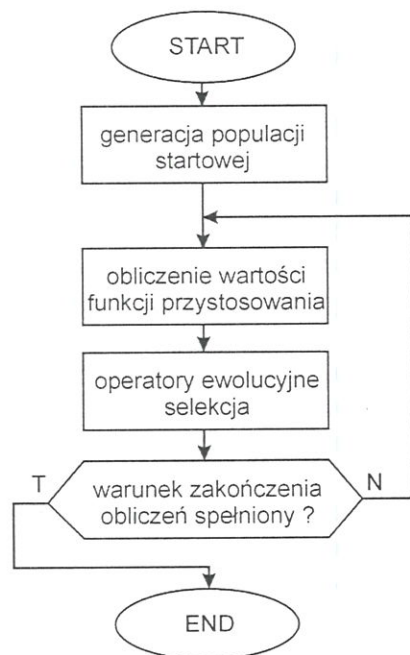 START
generacja populacji
startowej
obliczenie wartości
funkcji przystosowania
operatory ewolucyjne
selekcja
T
warunek zakończenia
obliczeń spełniony ?
N
END